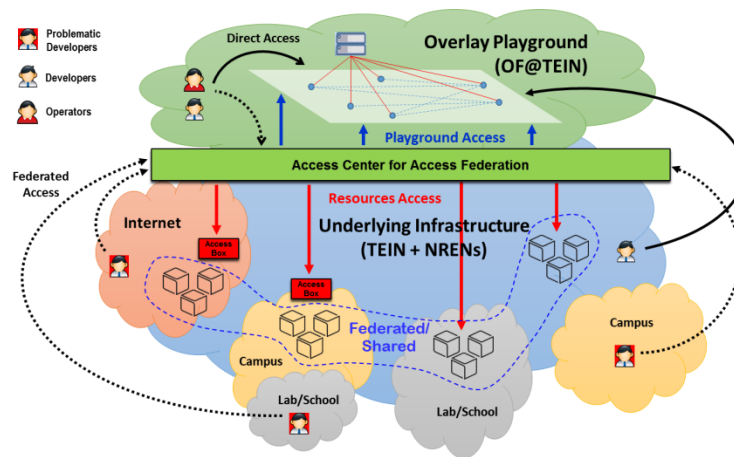 Problematic
Developers
Developers
Operators
Direct Access
Overlay Playground
(OF@TEIN)
Playground Access
Federated
Access
Access Center for Access Federation
Resources Access
Internet
Underlying Infrastructure
(TEIN + NRENs)
Access
Box
Access
Box
Federated/
Shared
Campus
Campus
Lab/School
Lab/School